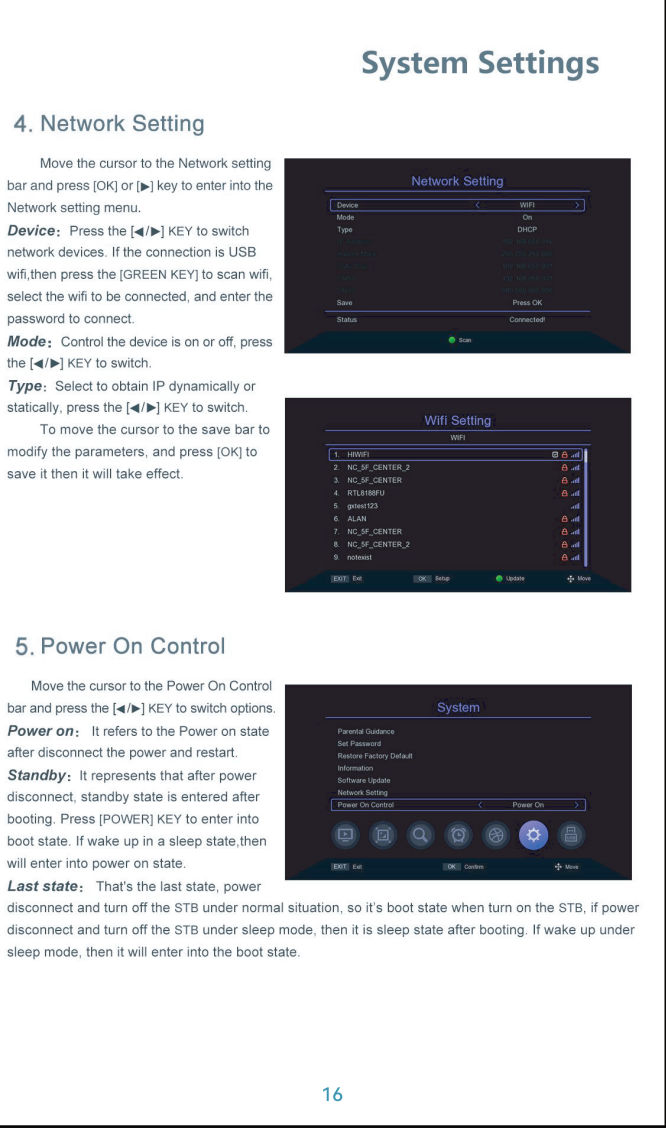 System Settings
4. Network Setting
Move the cursor to the Network setting
bar and press [OK] or [▶] key to enter into the
Network setting menu.
Device： Press the [◀/▶] KEY to switch
network devices. If the connection is USB
wifi,then press the [GREEN KEY] to scan wifi,
select the wifi to be connected, and enter the
password to connect.
Mode： Control the device is on or off, press
the [◀/▶] KEY to switch.
Type： Select to obtain IP dynamically or
statically, press the [◀/▶] KEY to switch.
To move the cursor to the save bar to
modify the parameters, and press [OK] to
save it then it will take effect.
Network Setting
Device < WIFI >
Mode On
Type DHCP
Save Press OK
Status Connected!
Scan
Wifi Setting
WIFI
1. HIWIFI
2. NC_5F_CENTER_2
3. NC_5F_CENTER
4. RTL8188FU
5. gxtest123
6. ALAN
7. NC_5F_CENTER
8. NC_5F_CENTER_2
9. notexist
EXIT Exit OK Setup Update Move
5. Power On Control
Move the cursor to the Power On Control
bar and press the [◀/▶] KEY to switch options.
Power on： It refers to the Power on state
after disconnect the power and restart.
Standby： It represents that after power
disconnect, standby state is entered after
booting. Press [POWER] KEY to enter into
boot state. If wake up in a sleep state,then
will enter into power on state.
Last state： That's the last state, power
disconnect and turn off the STB under normal situation, so it's boot state when turn on the STB, if power
disconnect and turn off the STB under sleep mode, then it is sleep state after booting. If wake up under
sleep mode, then it will enter into the boot state.
System
Parental Guidance
Set Password
Restore Factory Default
Information
Software Update
Network Setting
Power On Control < Power On >
USB
EXIT Exit OK Confirm Move
16